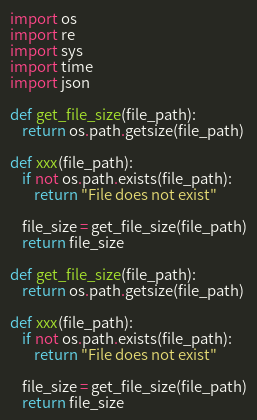 import os
import re
import sys
import time
import json

def get_file_size(file_path):
    return os.path.getsize(file_path)

def xxx(file_path):
    if not os.path.exists(file_path):
        return "File does not exist"

    file_size = get_file_size(file_path)
    return file_size

def get_file_size(file_path):
    return os.path.getsize(file_path)

def xxx(file_path):
    if not os.path.exists(file_path):
        return "File does not exist"

    file_size = get_file_size(file_path)
    return file_size